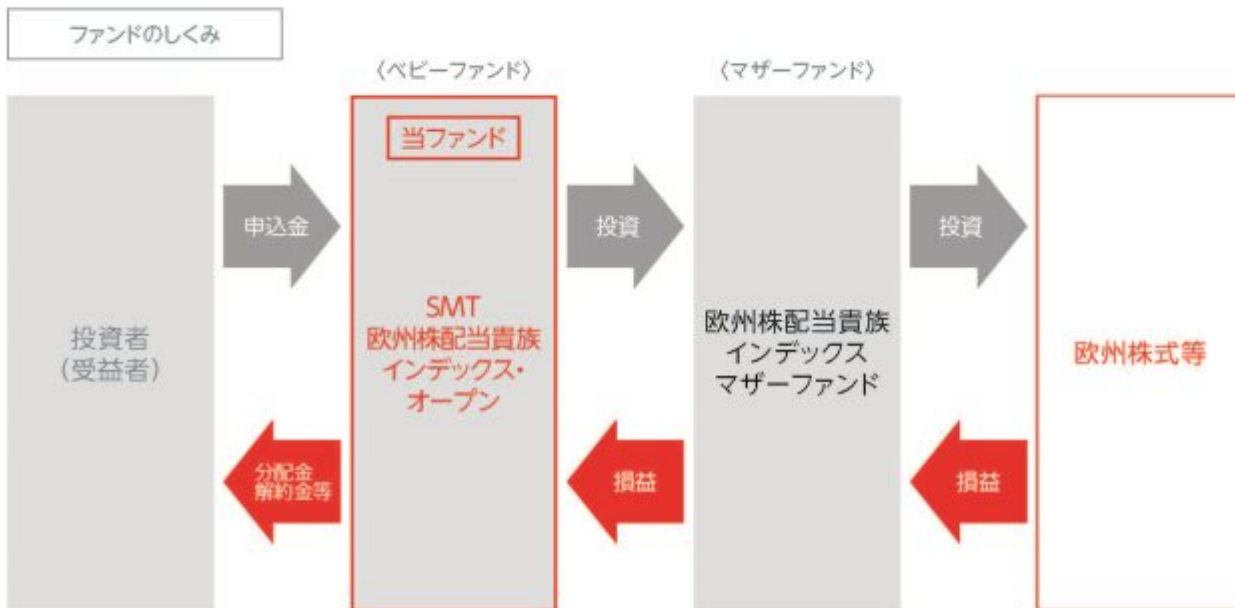 ファンドのしくみ
〈ベビーファンド〉
〈マザーファンド〉
投資者
（受益者）
申込金
分配金
解約金等
当ファンド
SMT
欧州株配当貴族
インデックス・
オープン
投資
損益
欧州株配当貴族
インデックス
マザーファンド
投資
損益
欧州株式等